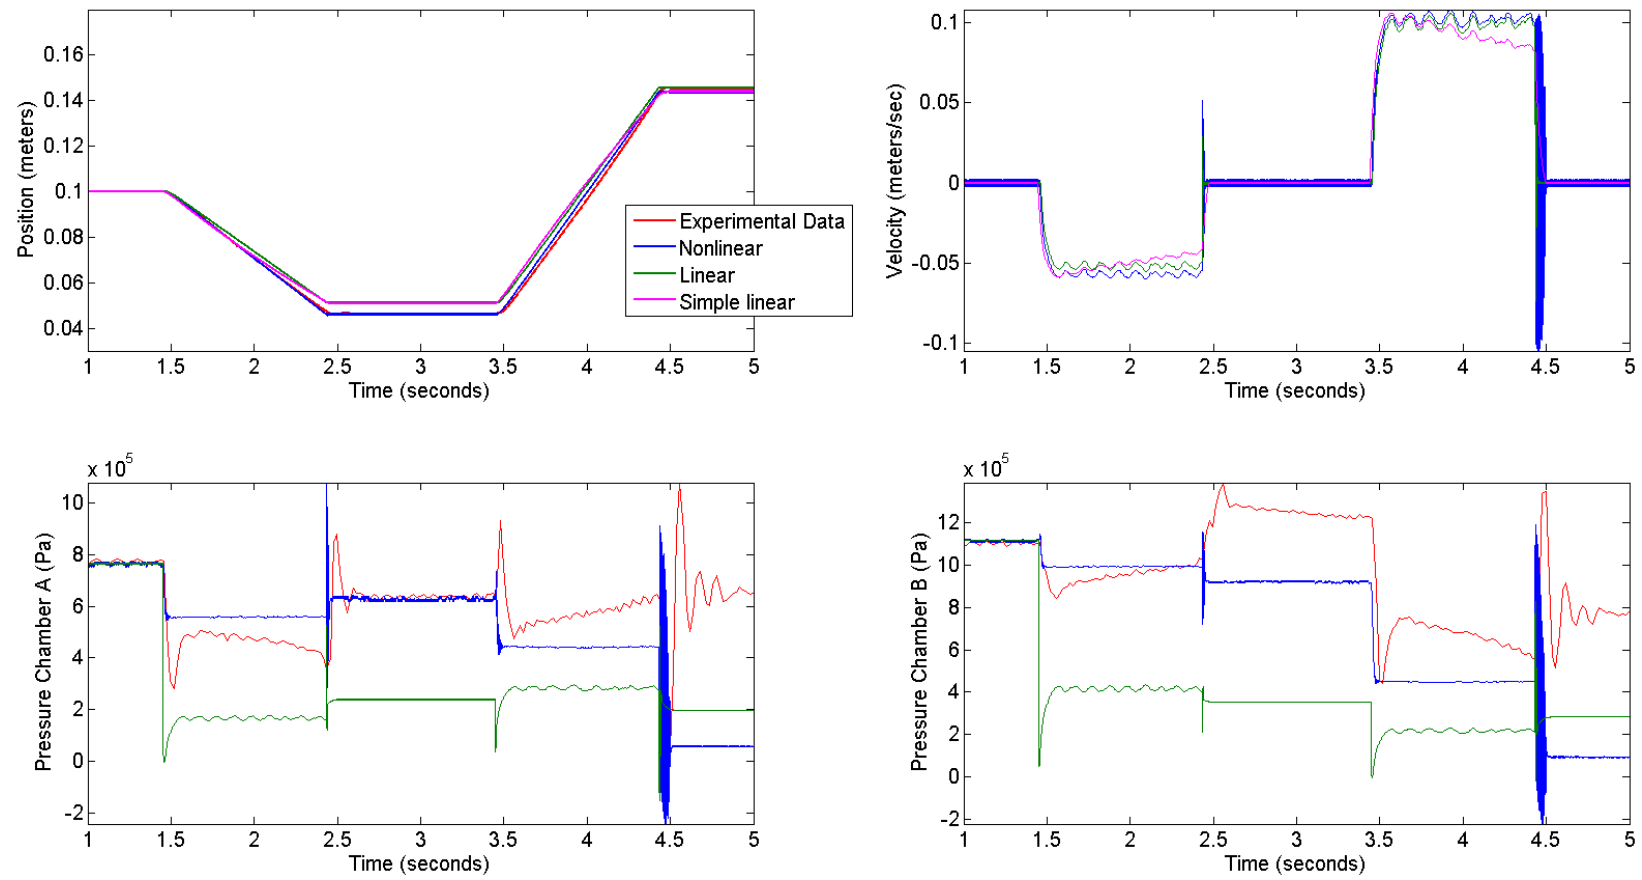 0.16
0.14
0.12
0.1
0.08
0.06
0.04
Position (meters)
1 1.5 2 2.5 3 3.5 4 4.5 5
Time (seconds)
Experimental Data
Nonlinear
Linear
Simple linear
0.1
0.05
0
-0.05
-0.1
Velocity (meters/sec)
1 1.5 2 2.5 3 3.5 4 4.5 5
Time (seconds)
x 10^5
10
8
6
4
2
0
-2
Pressure Chamber A (Pa)
1 1.5 2 2.5 3 3.5 4 4.5 5
Time (seconds)
x 10^5
12
10
8
6
4
2
0
-2
Pressure Chamber B (Pa)
1 1.5 2 2.5 3 3.5 4 4.5 5
Time (seconds)